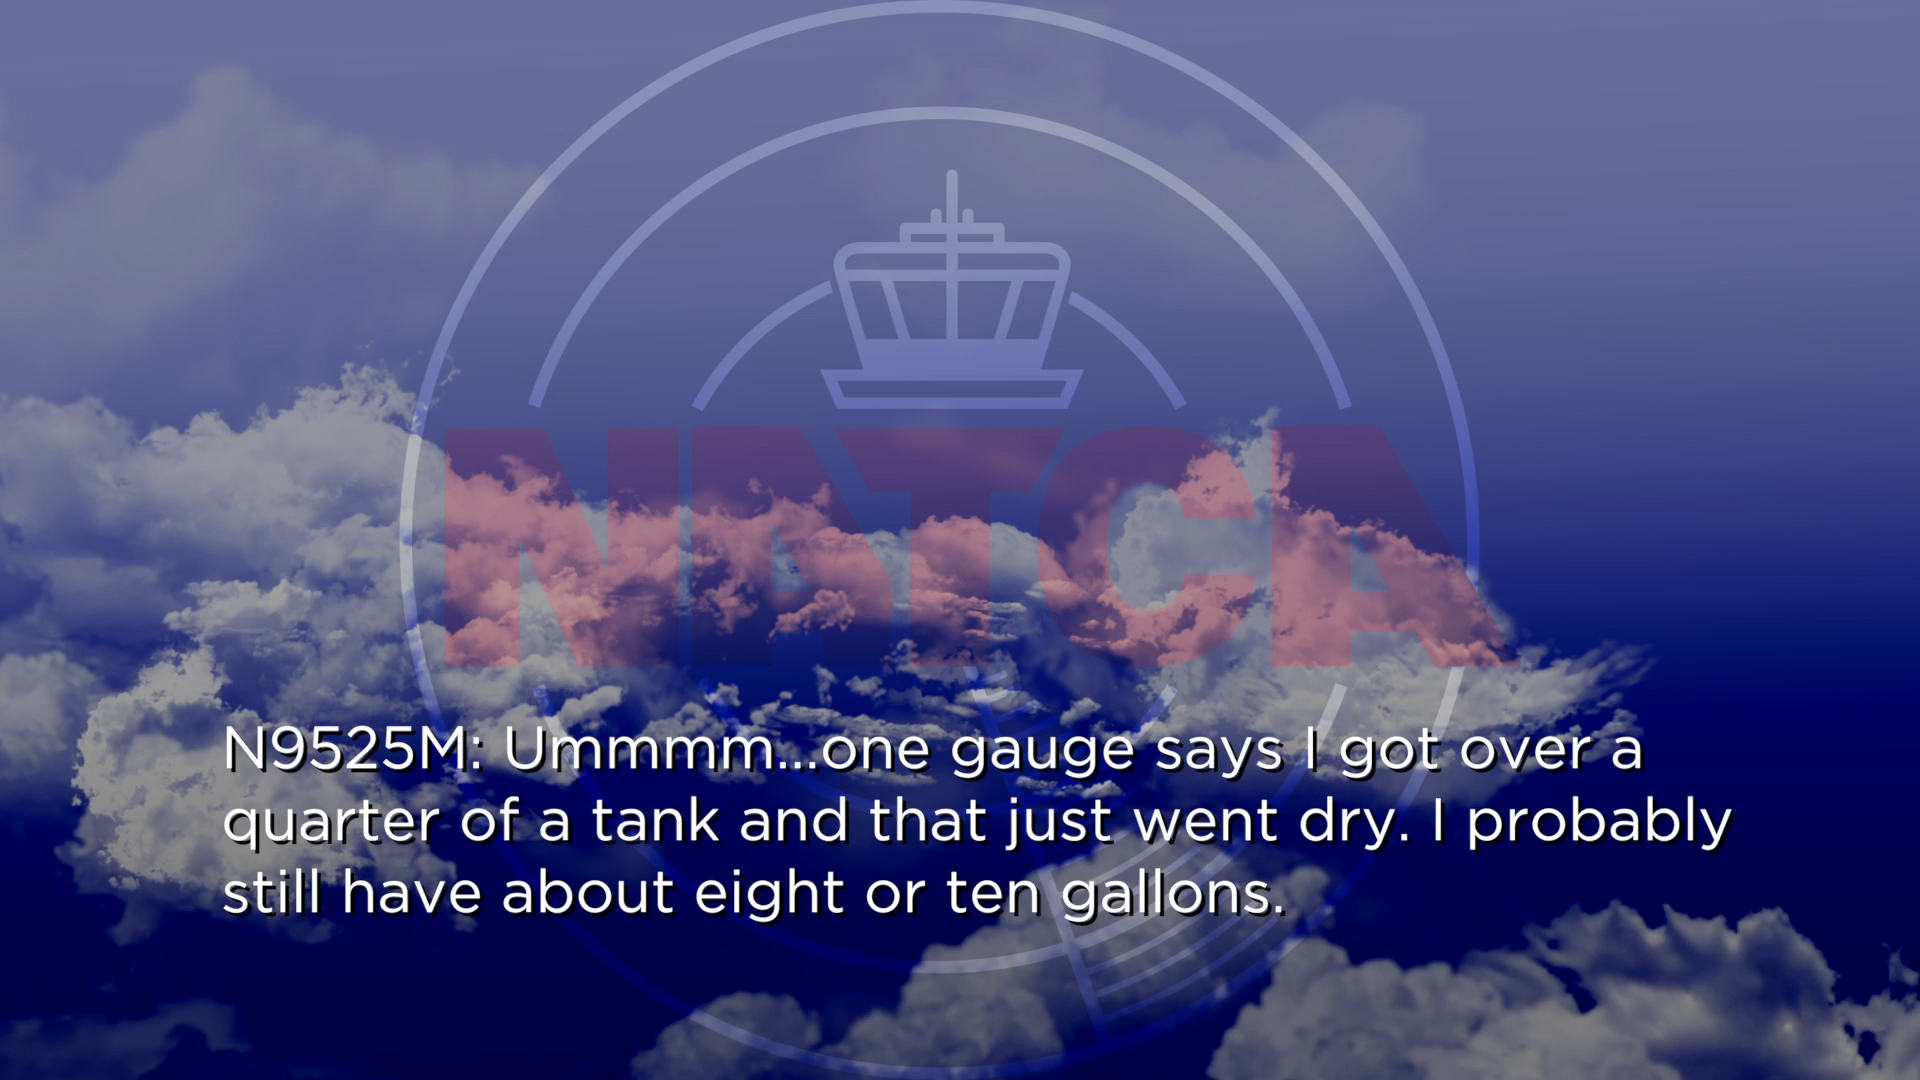 NATCA
N9525M: Ummmm...one gauge says I got over a
quarter of a tank and that just went dry. I probably
still have about eight or ten gallons.